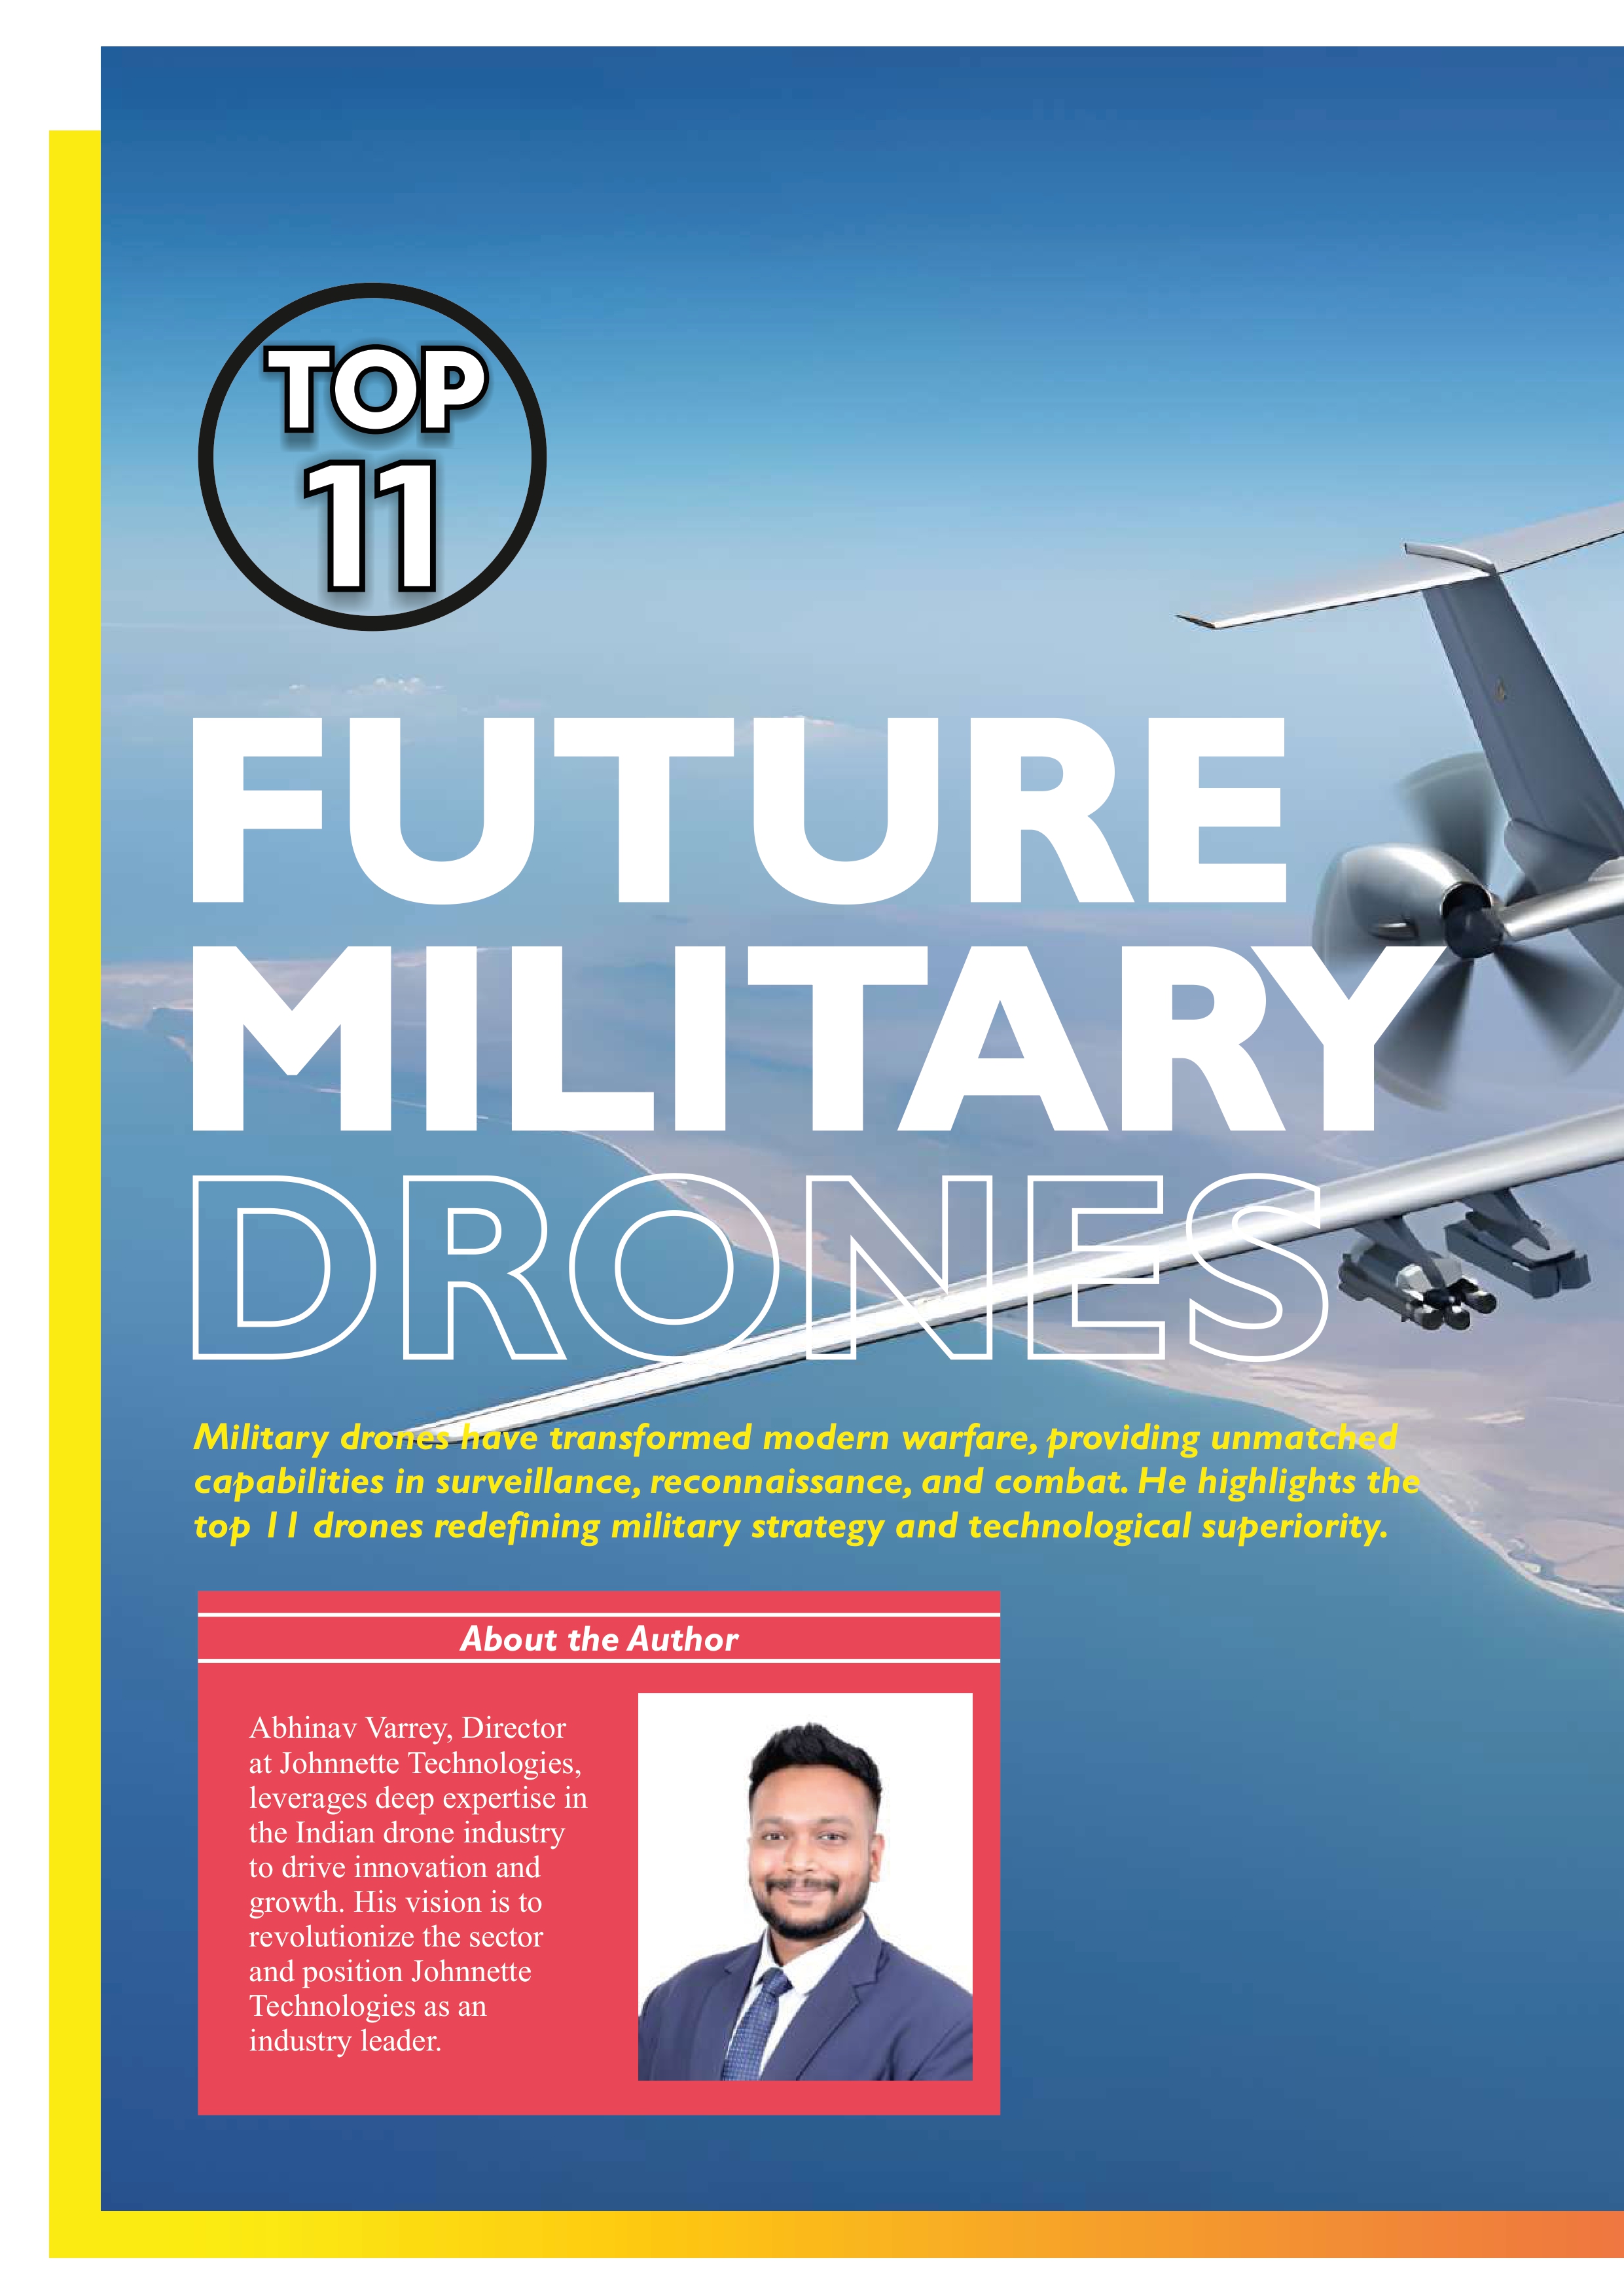 TOP
11
FUTURE
MILITARY
DRONES
Military drones have transformed modern warfare, providing unmatched
capabilities in surveillance, reconnaissance, and combat. He highlights the
top 11 drones redefining military strategy and technological superiority.
About the Author
Abhinav Varrey, Director
at Johnnette Technologies,
leverages deep expertise in
the Indian drone industry
to drive innovation and
growth. His vision is to
revolutionize the sector
and position Johnnette
Technologies as an
industry leader.